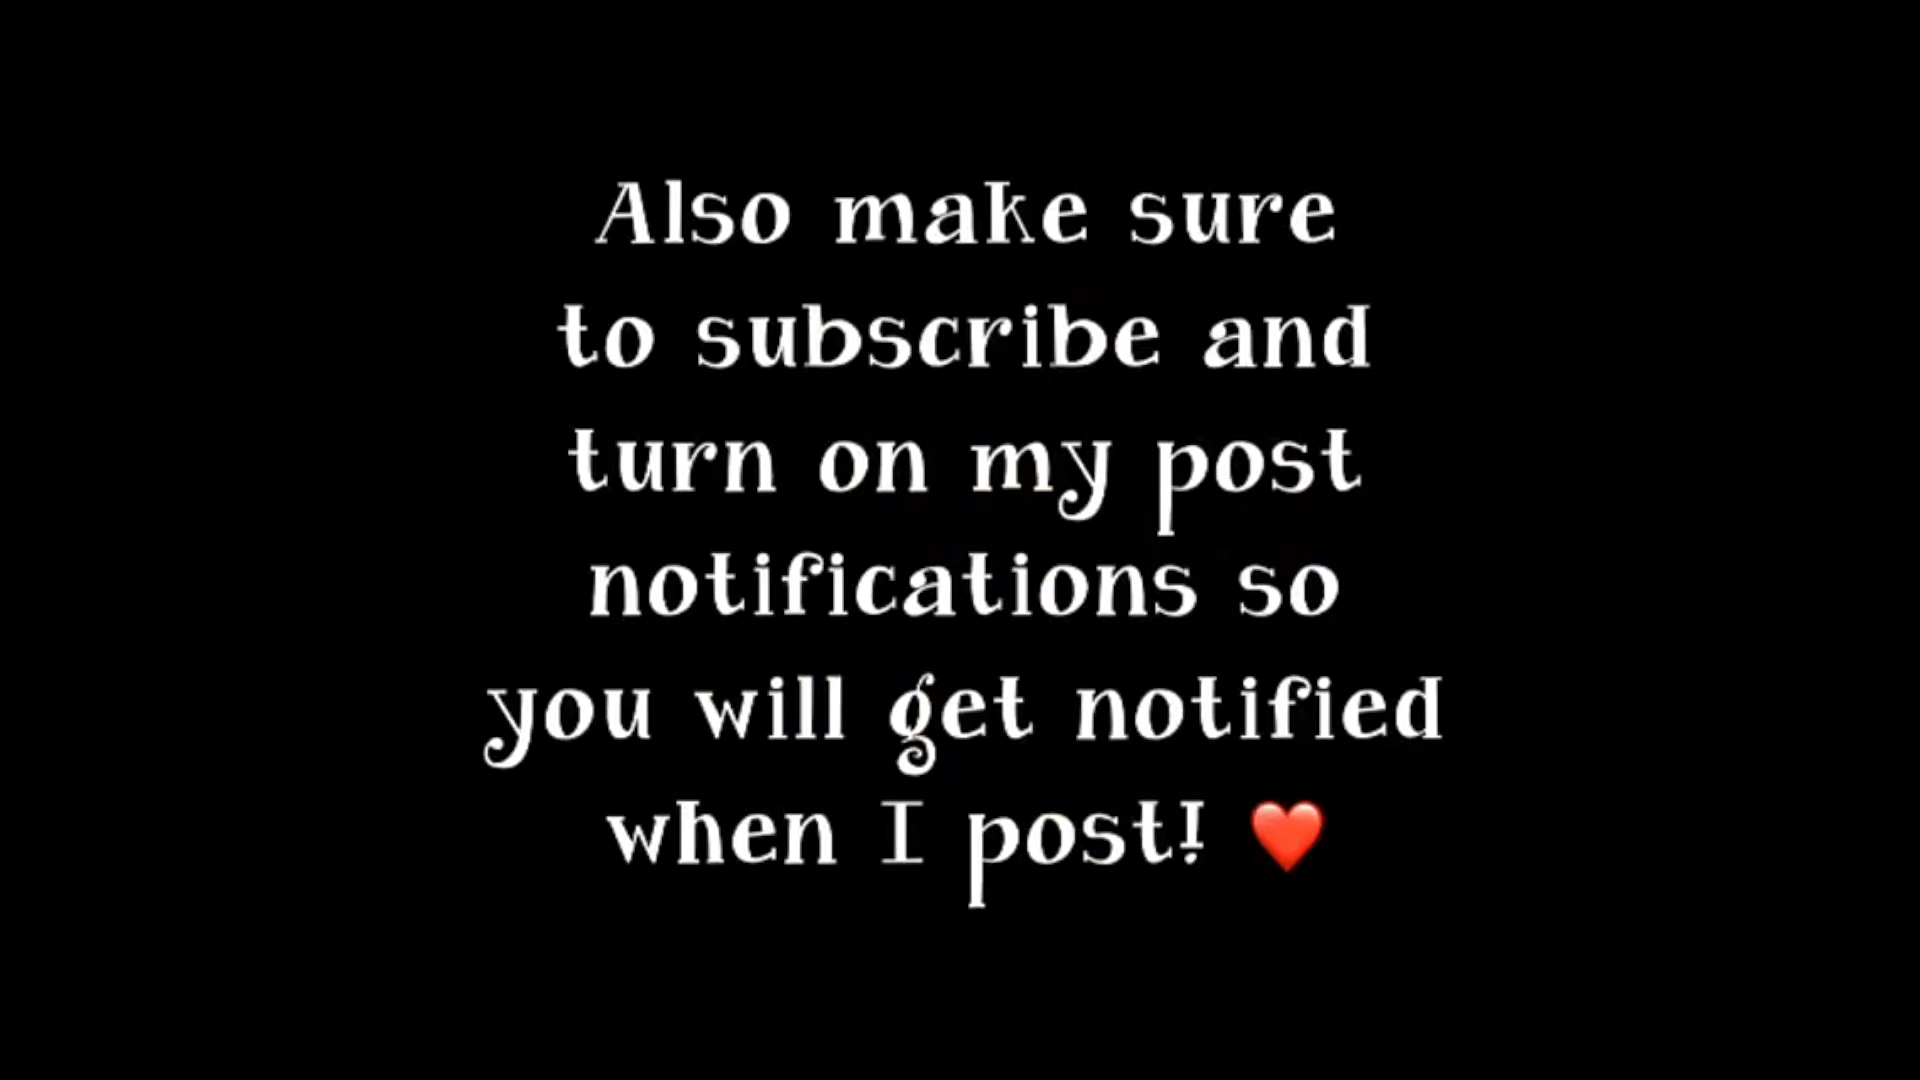 Also make sure
to subscribe and
turn on my post
notifications so
you will get notified
when I post! ❤️